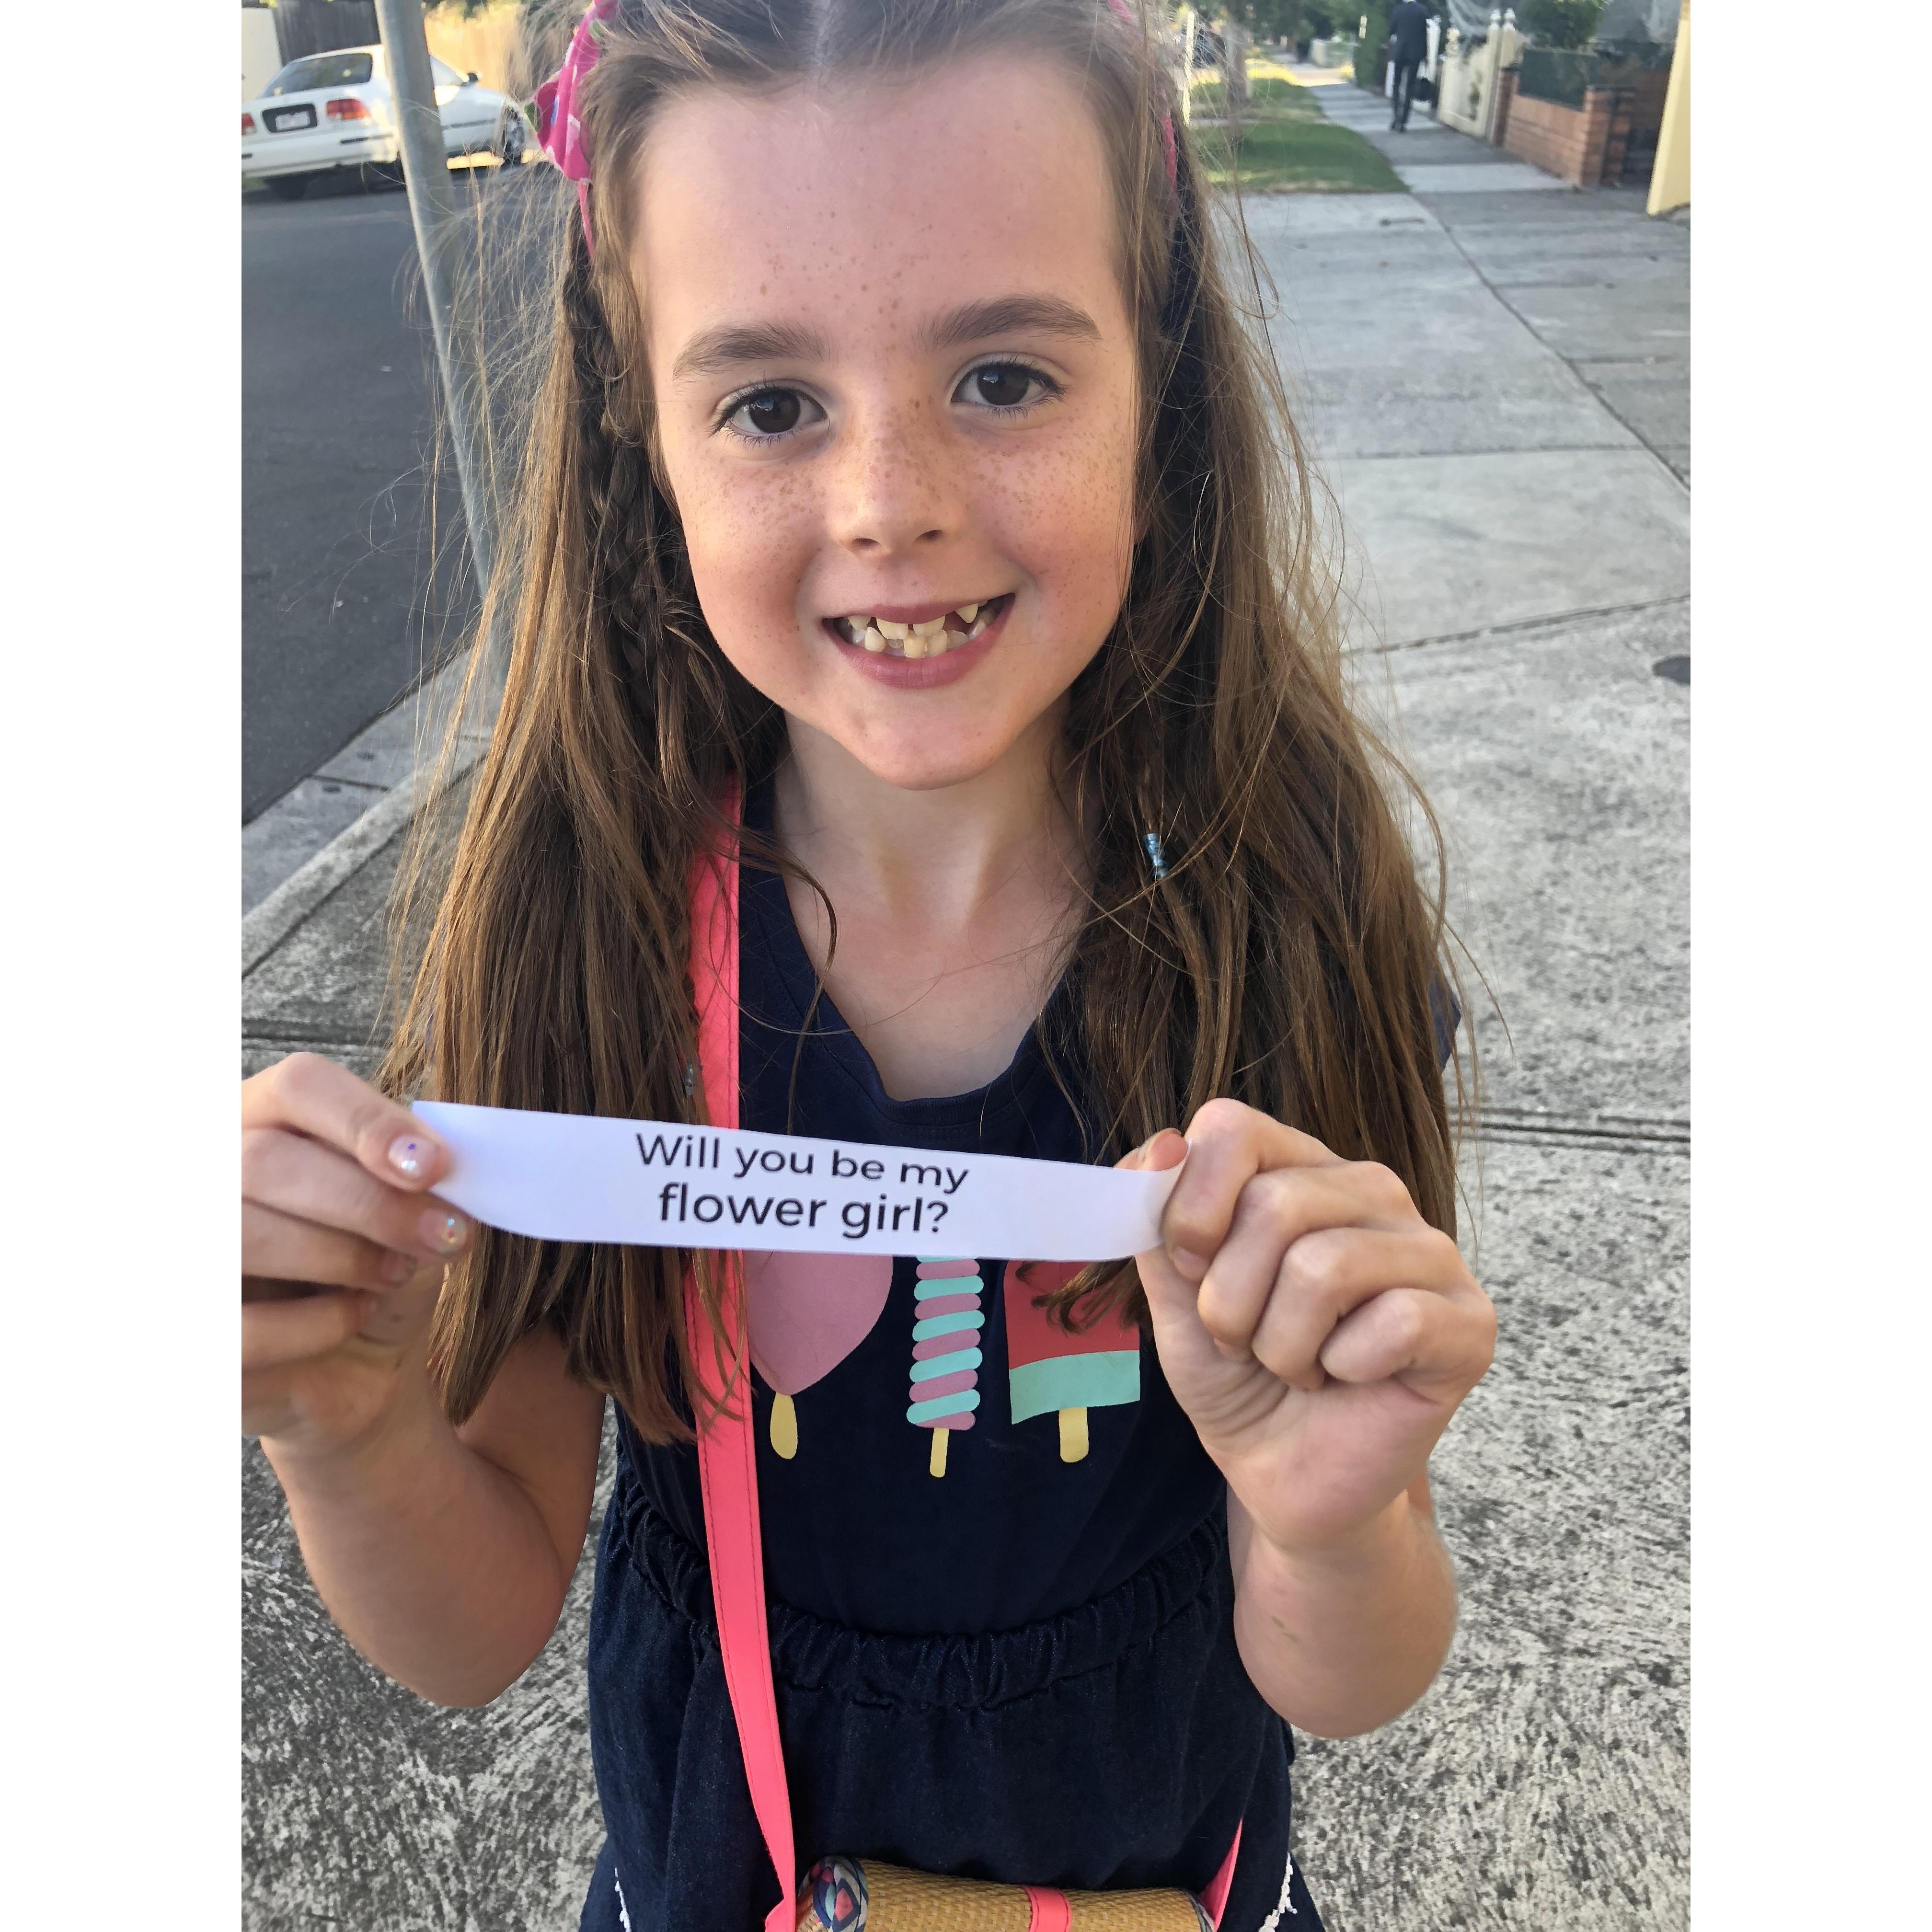 Will you be my
flower girl?